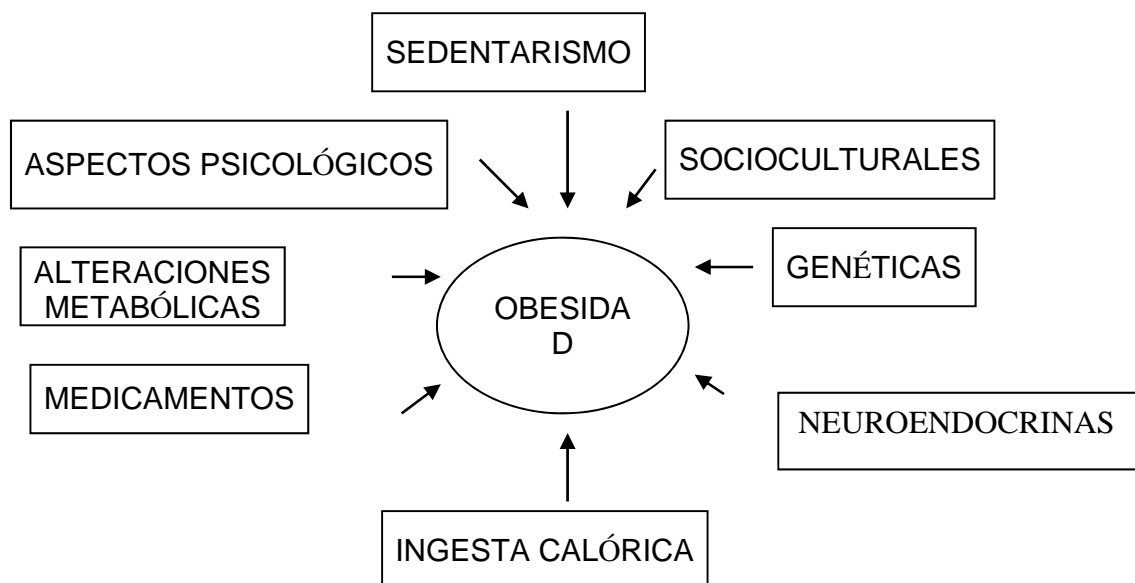 SEDENTARISMO
ASPECTOS PSICOLÓGICOS
SOCIOCULTURALES
ALTERACIONES
METABÓLICAS
GENÉTICAS
OBESIDA
D
MEDICAMENTOS
NEUROENDOCRINAS
INGESTA CALÓRICA